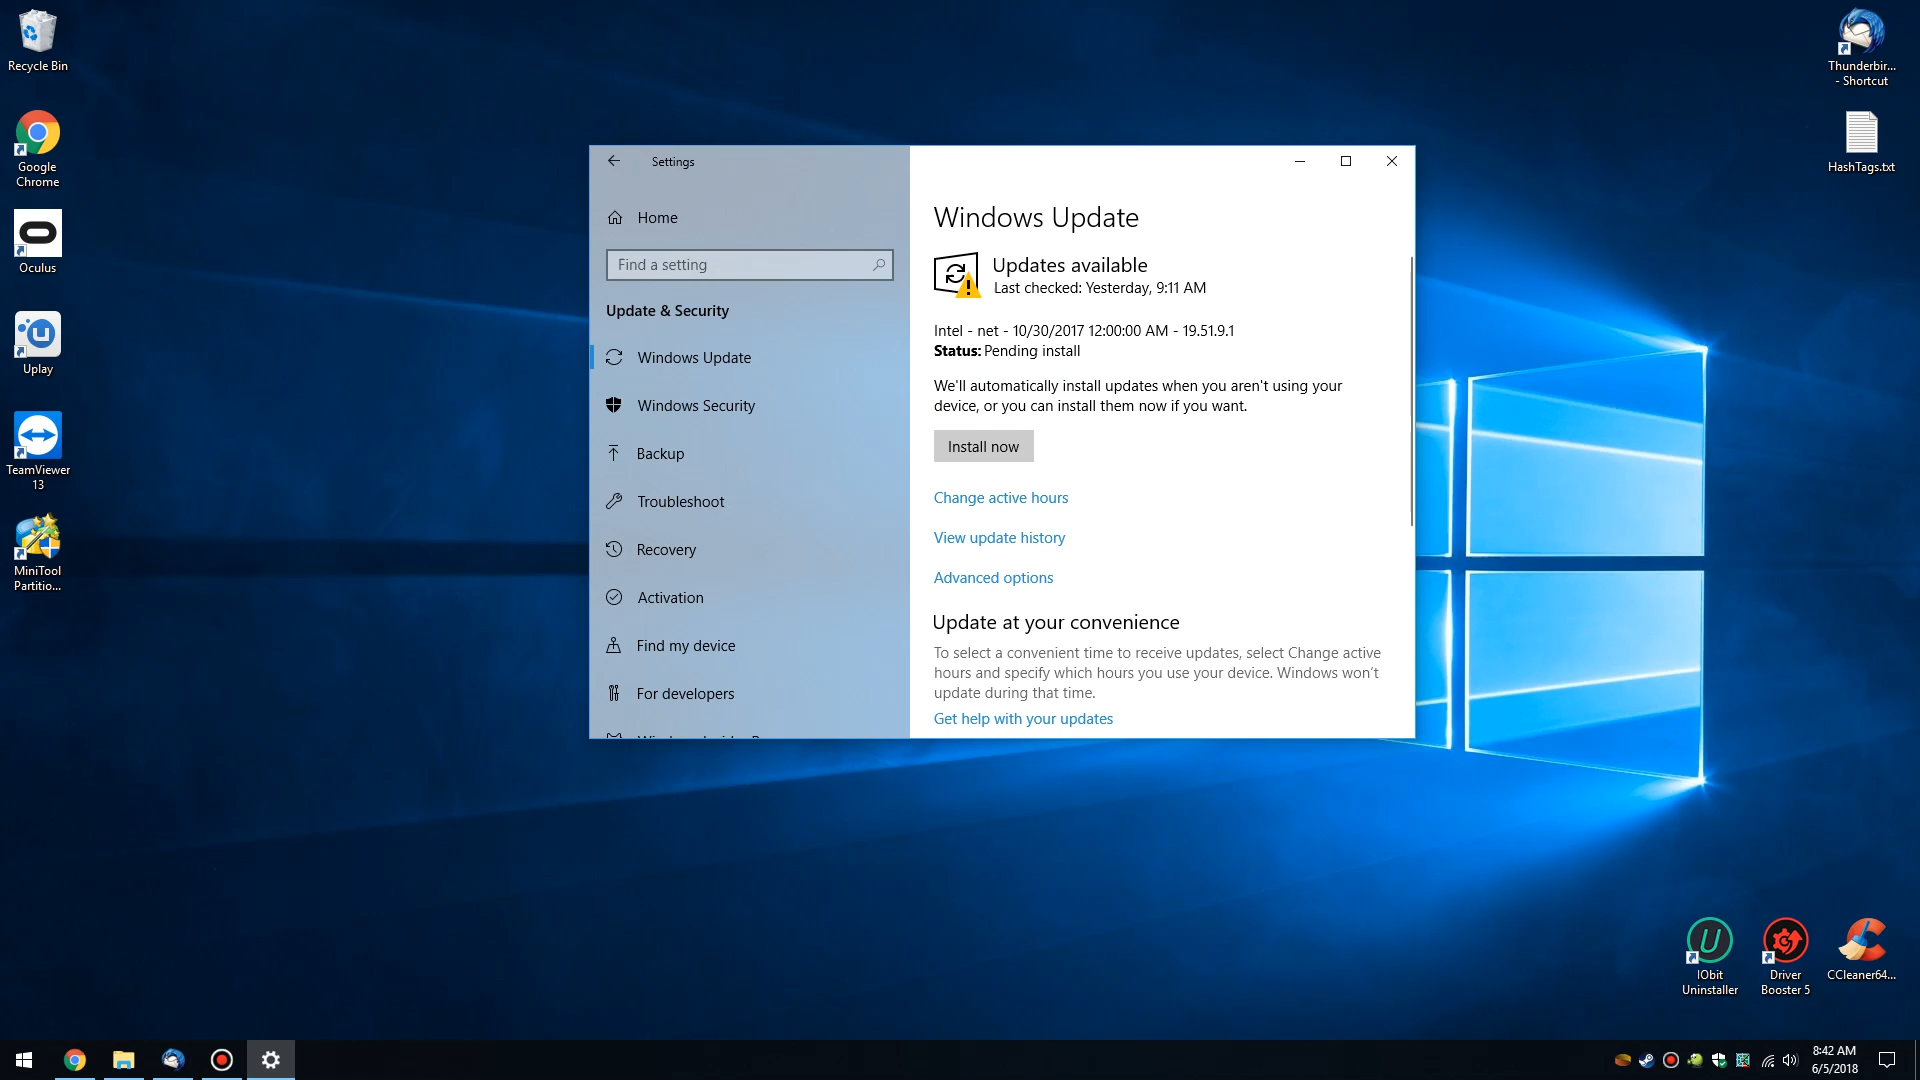 Recycle Bin
Google
Chrome
Oculus
Uplay
TeamViewer
13
MiniTool
Partitio...
Settings
Home
Find a setting
Update & Security
Windows Update
Windows Security
Backup
Troubleshoot
Recovery
Activation
Find my device
For developers
Windows Update
Updates available
Last checked: Yesterday, 9:11 AM
Intel - net - 10/30/2017 12:00:00 AM - 19.51.9.1
Status: Pending install
We'll automatically install updates when you aren't using your
device, or you can install them now if you want.
Install now
Change active hours
View update history
Advanced options
Update at your convenience
To select a convenient time to receive updates, select Change active
hours and specify which hours you use your device. Windows won't
update during that time.
Get help with your updates
Thunderbir...
- Shortcut
HashTags.txt
IObit
Uninstaller
Driver
Booster 5
CCleaner64...
8:42 AM
6/5/2018